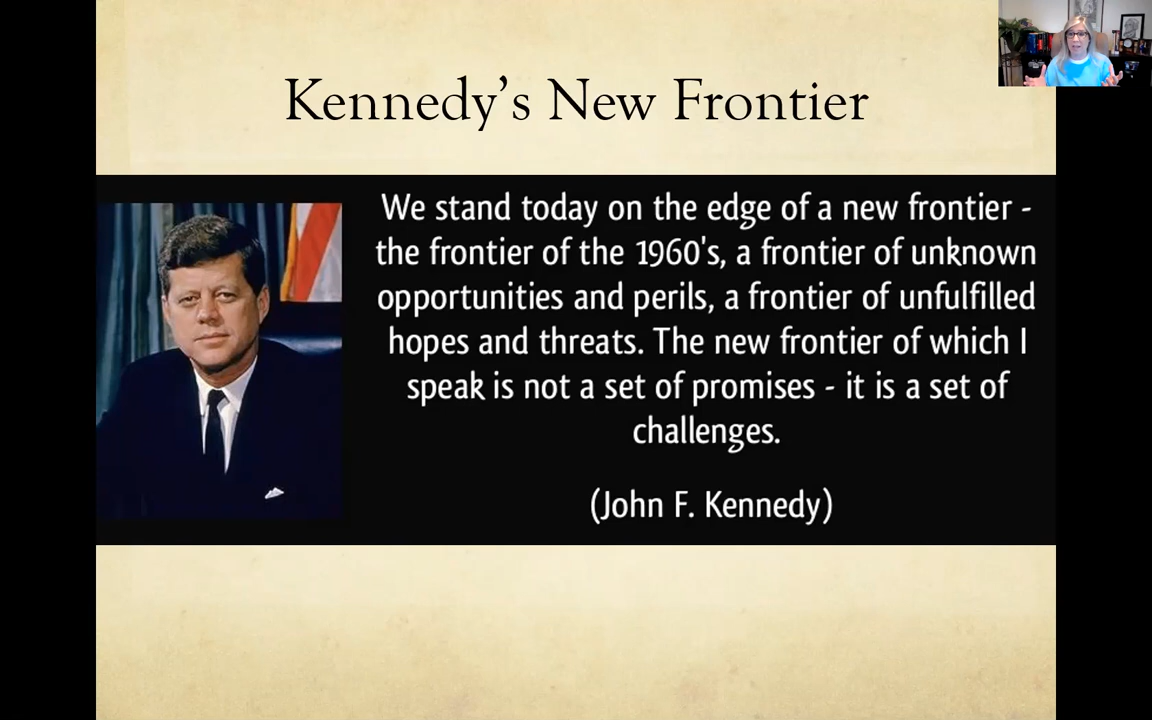 Kennedy’s New Frontier
We stand today on the edge of a new frontier -
the frontier of the 1960's, a frontier of unknown
opportunities and perils, a frontier of unfulfilled
hopes and threats. The new frontier of which I
speak is not a set of promises - it is a set of
challenges.
(John F. Kennedy)